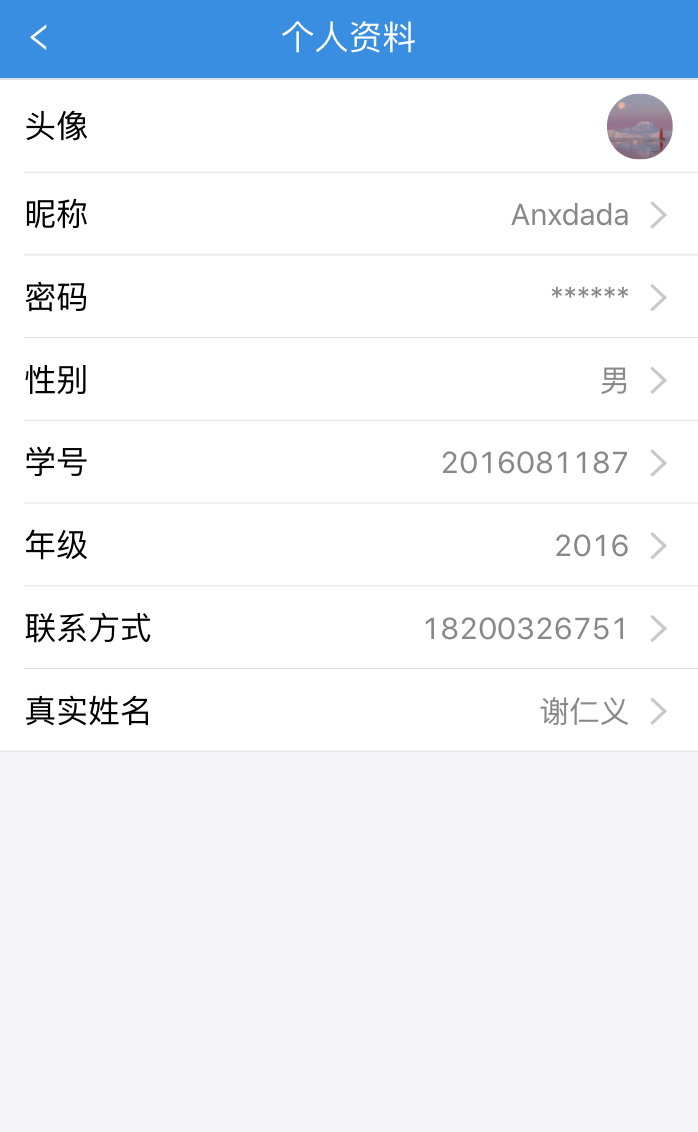 个人资料
头像
昵称 Anxdada
密码 ******
性别 男
学号 2016081187
年级 2016
联系方式 18200326751
真实姓名 谢仁义